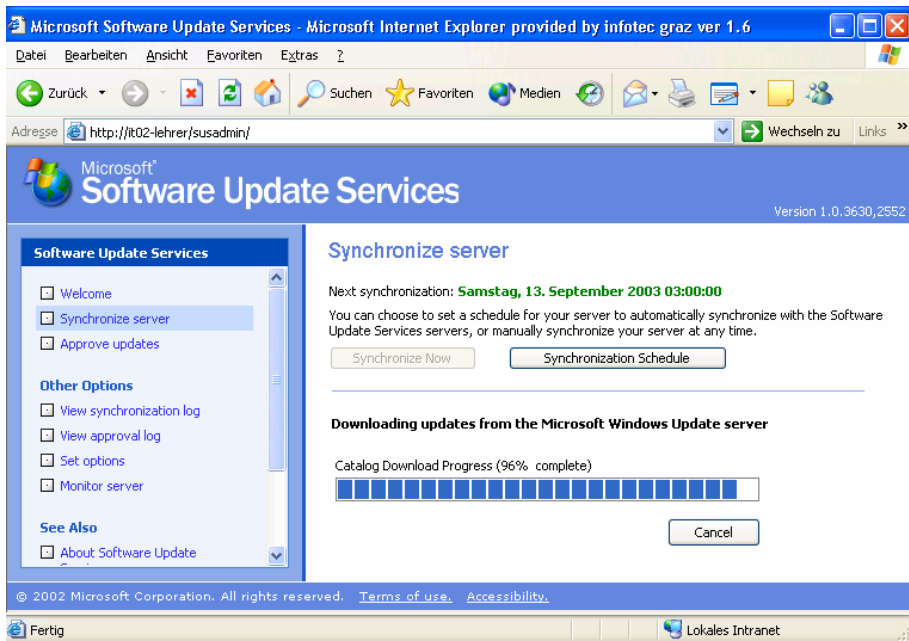 Microsoft Software Update Services - Microsoft Internet Explorer provided by infotec graz ver 1.6
Datei Bearbeiten Ansicht Favoriten Extras ?
Zurück Suchen Favoriten Medien
Adresse http://it02-lehrer/susadmin/ Wechseln zu Links »
Microsoft®
Software Update Services
Version 1.0.3630,2552
Software Update Services
Welcome
Synchronize server
Approve updates
Other Options
View synchronization log
View approval log
Set options
Monitor server
See Also
About Software Update
Synchronize server
Next synchronization: Samstag, 13. September 2003 03:00:00
You can choose to set a schedule for your server to automatically synchronize with the Software
Update Services servers, or manually synchronize your server at any time.
Synchronize Now Synchronization Schedule
Downloading updates from the Microsoft Windows Update server
Catalog Download Progress (96% complete)
Cancel
© 2002 Microsoft Corporation. All rights reserved. Terms of use. Accessibility.
Fertig Lokales Intranet